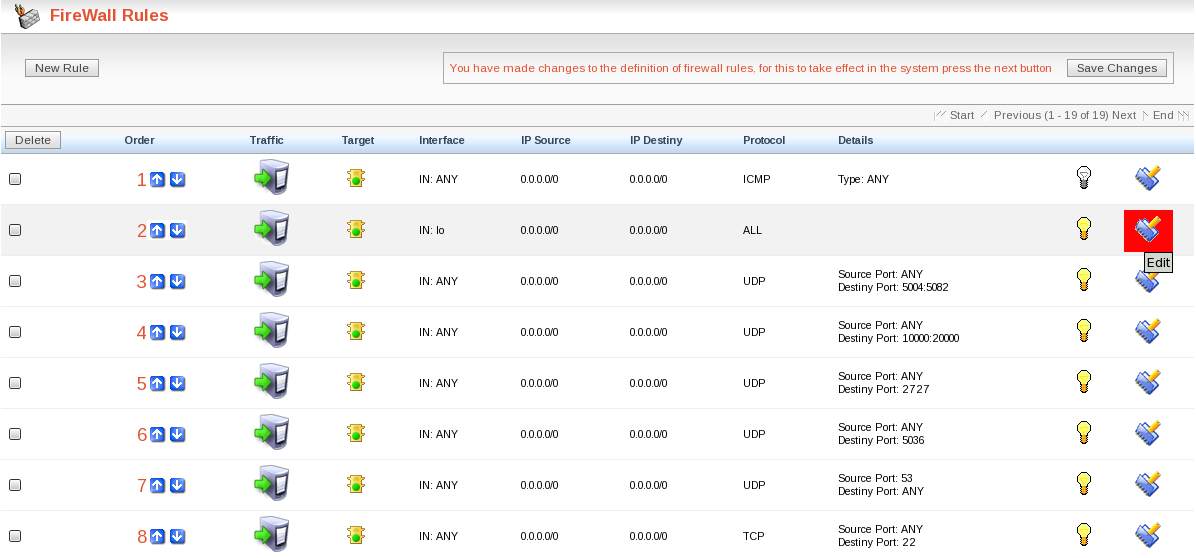 FireWall Rules
New Rule
You have made changes to the definition of firewall rules, for this to take effect in the system press the next button
Save Changes
Start Previous (1 - 19 of 19) Next End
Delete Order Traffic Target Interface IP Source IP Destiny Protocol Details
1 IN: ANY 0.0.0.0/0 0.0.0.0/0 ICMP Type: ANY
2 IN: lo 0.0.0.0/0 0.0.0.0/0 ALL
Edit
3 IN: ANY 0.0.0.0/0 0.0.0.0/0 UDP Source Port: ANY
Destiny Port: 5004:5082
4 IN: ANY 0.0.0.0/0 0.0.0.0/0 UDP Source Port: ANY
Destiny Port: 10000:20000
5 IN: ANY 0.0.0.0/0 0.0.0.0/0 UDP Source Port: ANY
Destiny Port: 2727
6 IN: ANY 0.0.0.0/0 0.0.0.0/0 UDP Source Port: ANY
Destiny Port: 5036
7 IN: ANY 0.0.0.0/0 0.0.0.0/0 UDP Source Port: 53
Destiny Port: ANY
8 IN: ANY 0.0.0.0/0 0.0.0.0/0 TCP Source Port: ANY
Destiny Port: 22